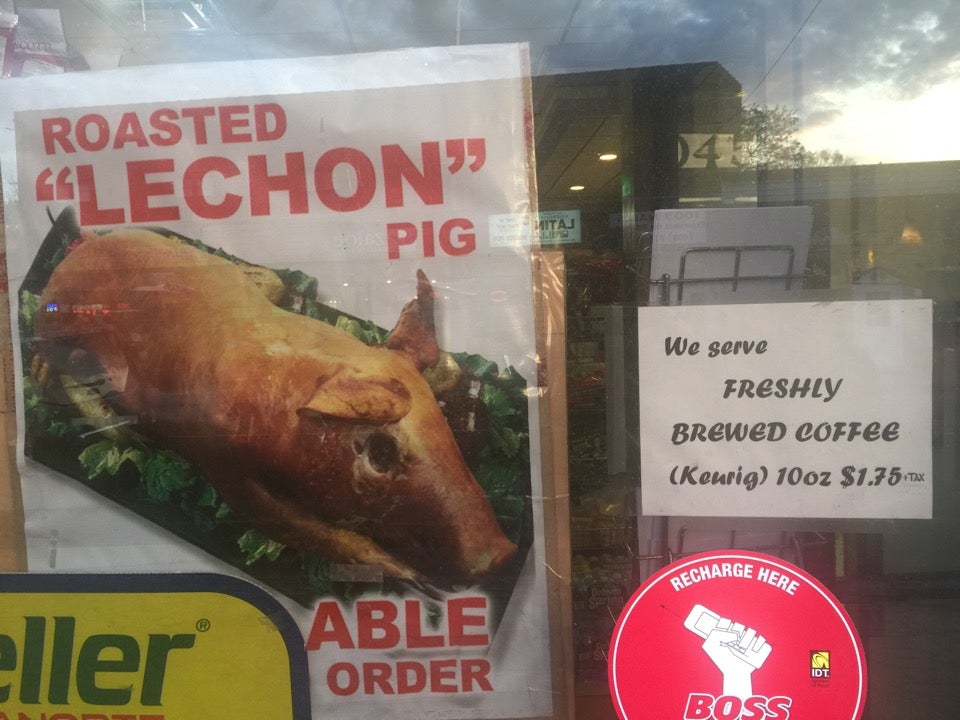 ROASTED
“LECHON”
PIG
ABLE
ORDER
eller®
We serve
FRESHLY
BREWED COFFEE
(Keurig) 10oz $1.75 +TAX
RECHARGE HERE
IDT
BOSS
LATIN